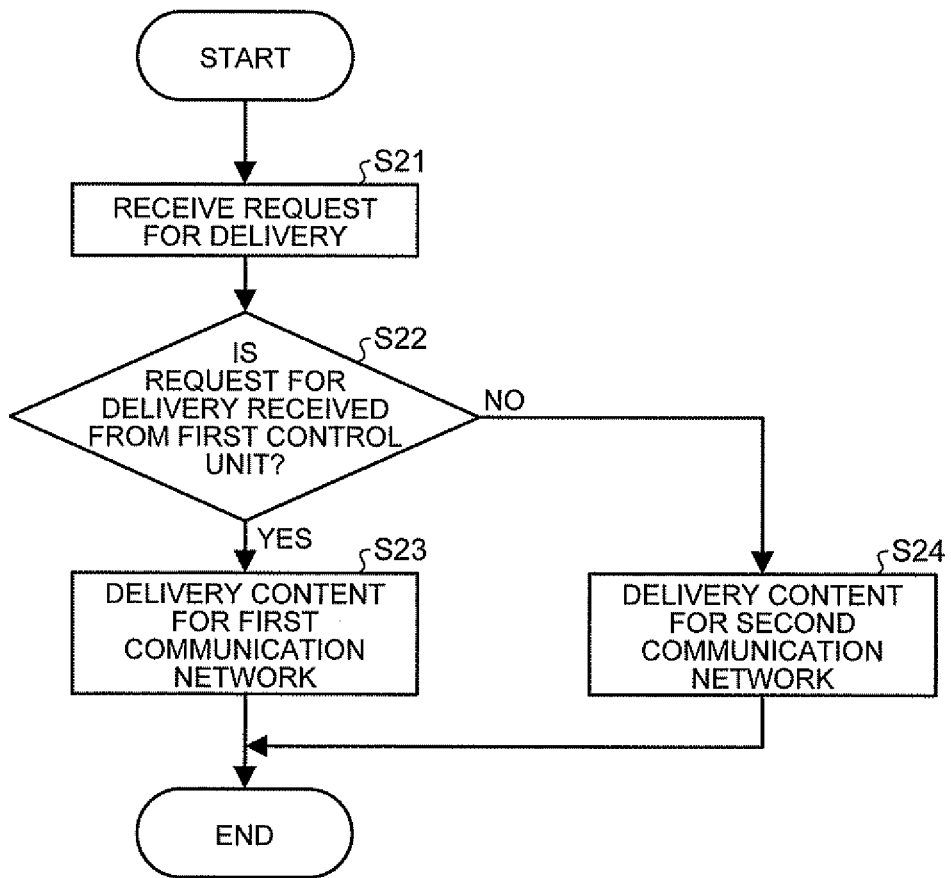 START
S21
RECEIVE REQUEST
FOR DELIVERY
S22
IS
REQUEST FOR
DELIVERY RECEIVED
FROM FIRST CONTROL
UNIT?
NO
YES
S23
DELIVERY CONTENT
FOR FIRST
COMMUNICATION
NETWORK
S24
DELIVERY CONTENT
FOR SECOND
COMMUNICATION
NETWORK
END